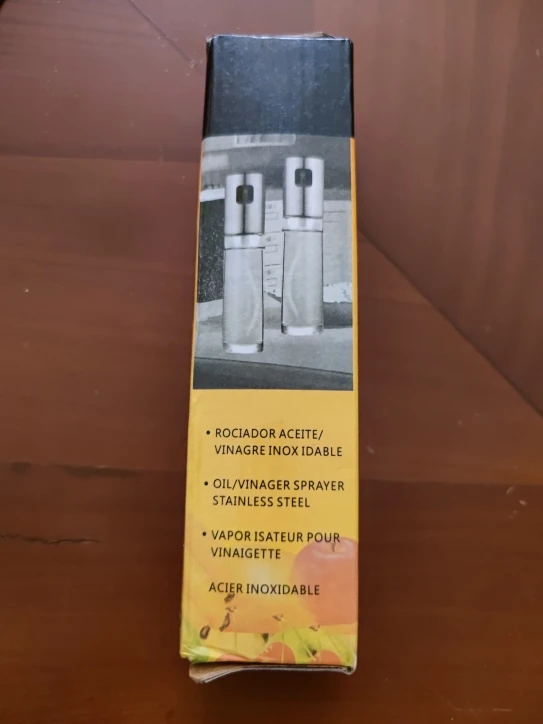 • ROCIADOR ACEITE/
VINAGRE INOX IDABLE
• OIL/VINAGER SPRAYER
STAINLESS STEEL
• VAPOR ISATEUR POUR
VINAIGETTE
ACIER INOXIDABLE